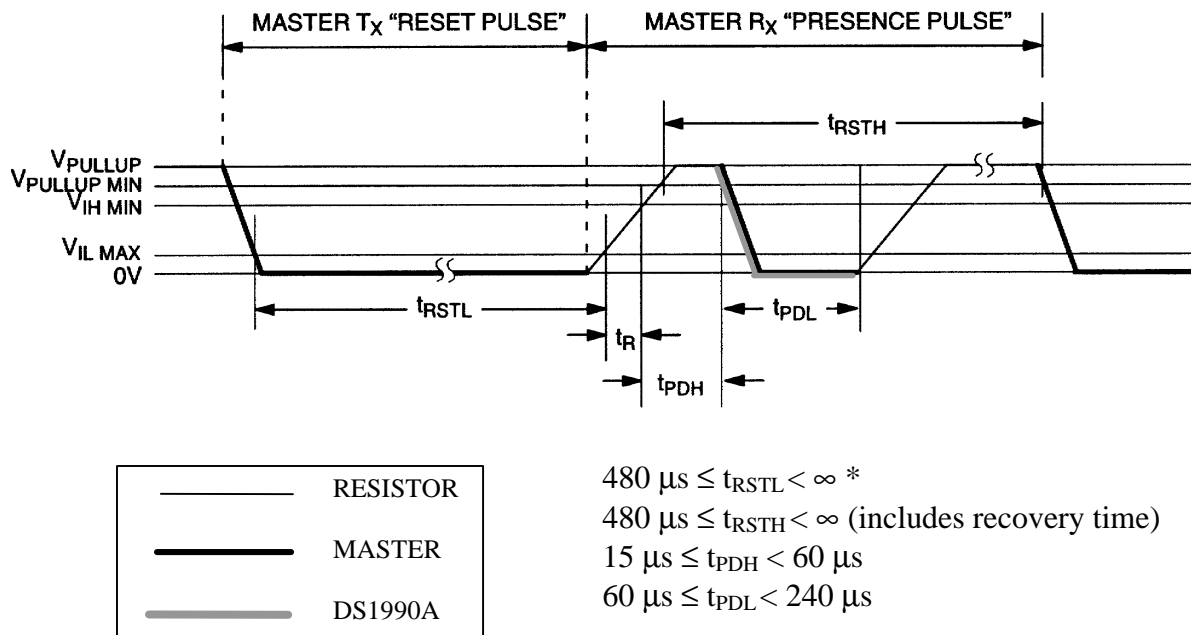 MASTER TX “RESET PULSE”
MASTER RX “PRESENCE PULSE”
tRSTH
VPULLUP
VPULLUP MIN
VIH MIN
VIL MAX
0V
tRSTL
tR
tPDL
tPDH
RESISTOR
MASTER
DS1990A
480 μs ≤ tRSTL < ∞ *
480 μs ≤ tRSTH < ∞ (includes recovery time)
15 μs ≤ tPDH < 60 μs
60 μs ≤ tPDL < 240 μs